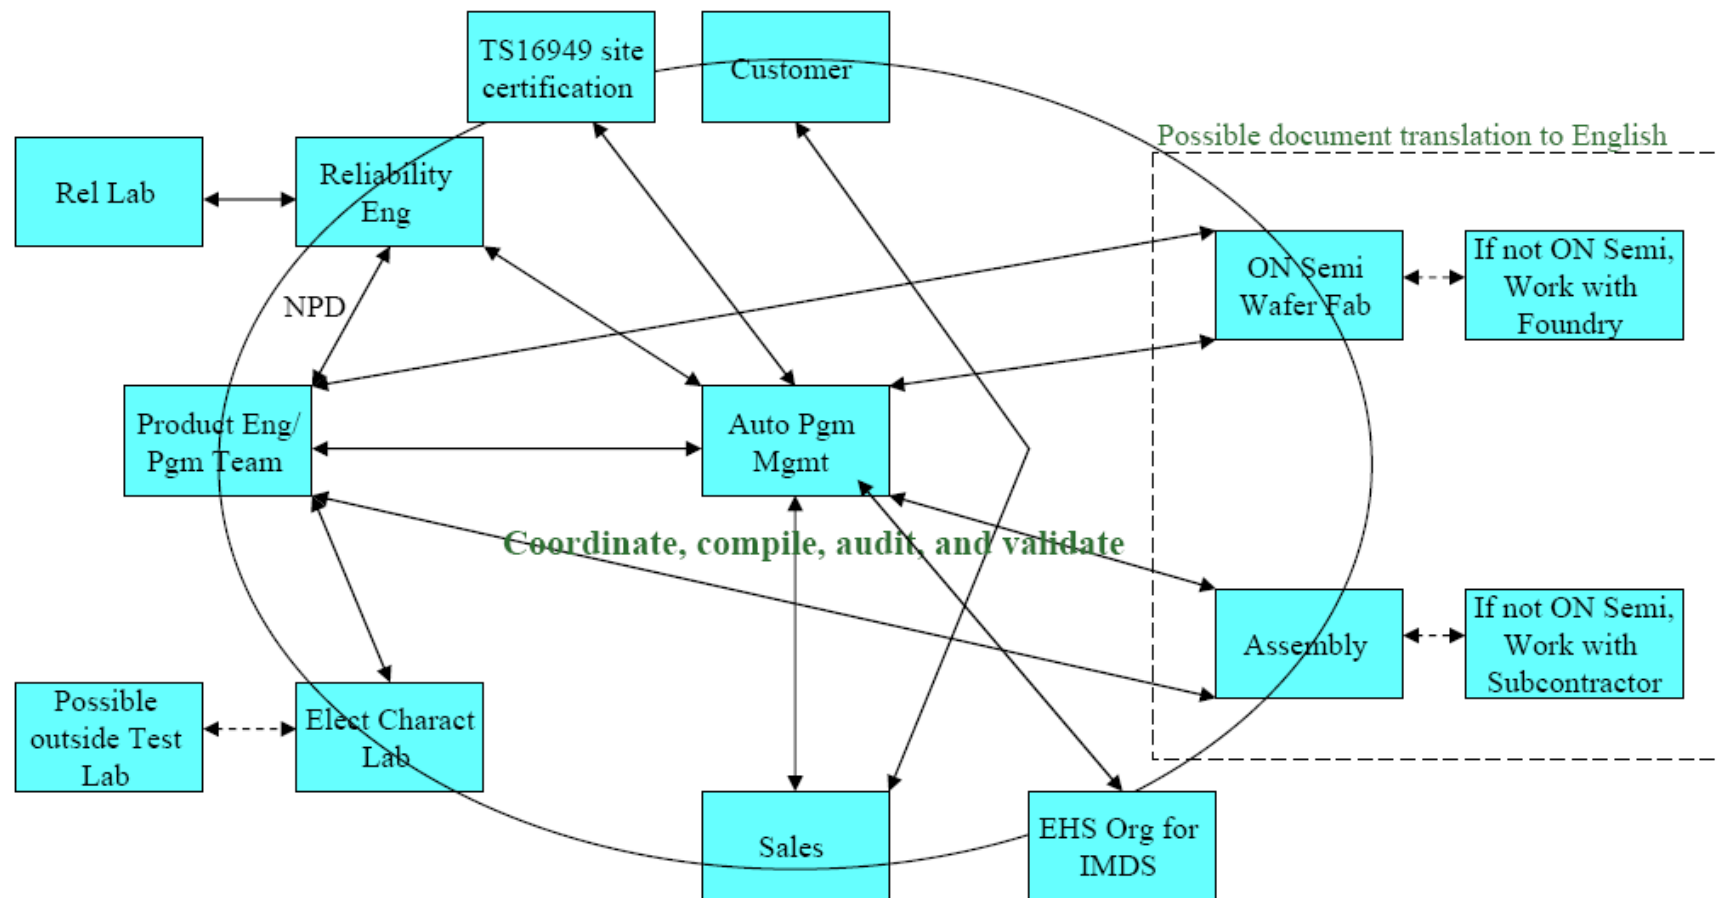 TS16949 site
certification
Customer
Possible document translation to English
Rel Lab
Reliability
Eng
ON Semi
Wafer Fab
If not ON Semi,
Work with
Foundry
NPD
Product Eng/
Pgm Team
Auto Pgm
Mgmt
Coordinate, compile, audit, and validate
Assembly
If not ON Semi,
Work with
Subcontractor
Possible
outside Test
Lab
Elect Charact
Lab
Sales
EHS Org for
IMDS